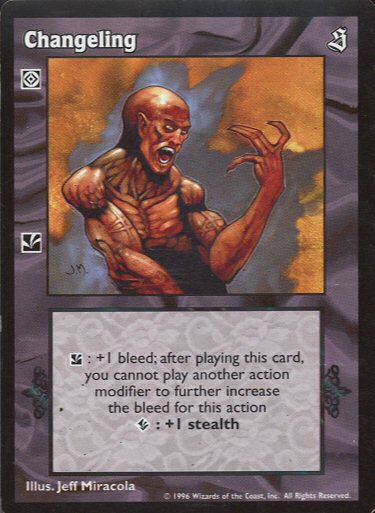 Changeling
J.M.
: +1 bleed; after playing this card,
you cannot play another action
modifier to further increase
the bleed for this action
: +1 stealth
Illus. Jeff Miracola
© 1996 Wizards of the Coast, Inc. All Rights Reserved.